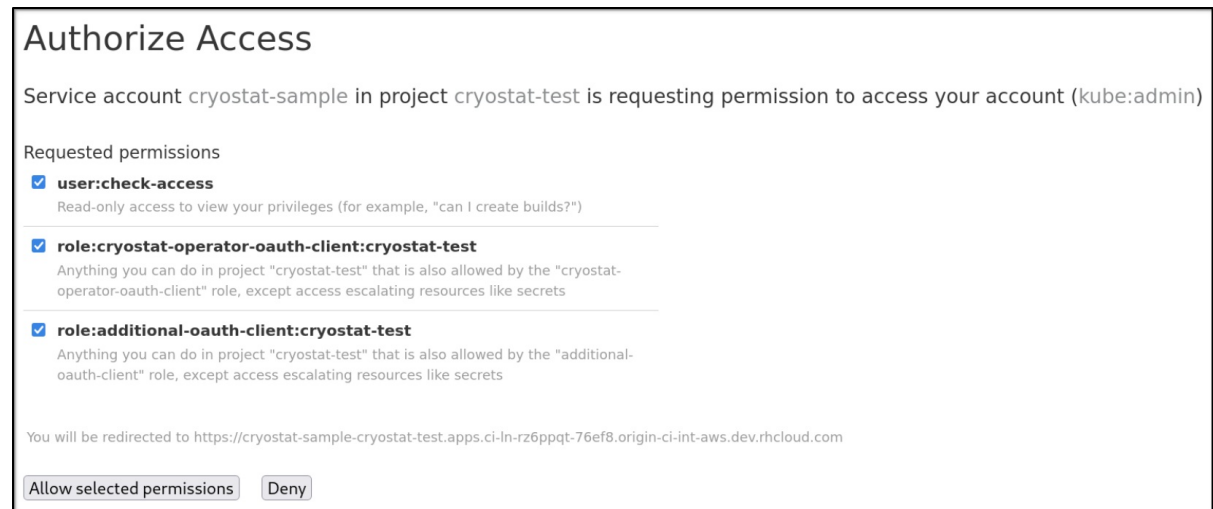 Authorize Access
Service account cryostat-sample in project cryostat-test is requesting permission to access your account (kube:admin)
Requested permissions
user:check-access
Read-only access to view your privileges (for example, "can I create builds?")
role:cryostat-operator-oauth-client:cryostat-test
Anything you can do in project "cryostat-test" that is also allowed by the "cryostat-
operator-oauth-client" role, except access escalating resources like secrets
role:additional-oauth-client:cryostat-test
Anything you can do in project "cryostat-test" that is also allowed by the "additional-
oauth-client" role, except access escalating resources like secrets
You will be redirected to https://cryostat-sample-cryostat-test.apps.ci-ln-rz6ppqt-76ef8.origin-ci-int-aws.dev.rhcloud.com
Allow selected permissions Deny